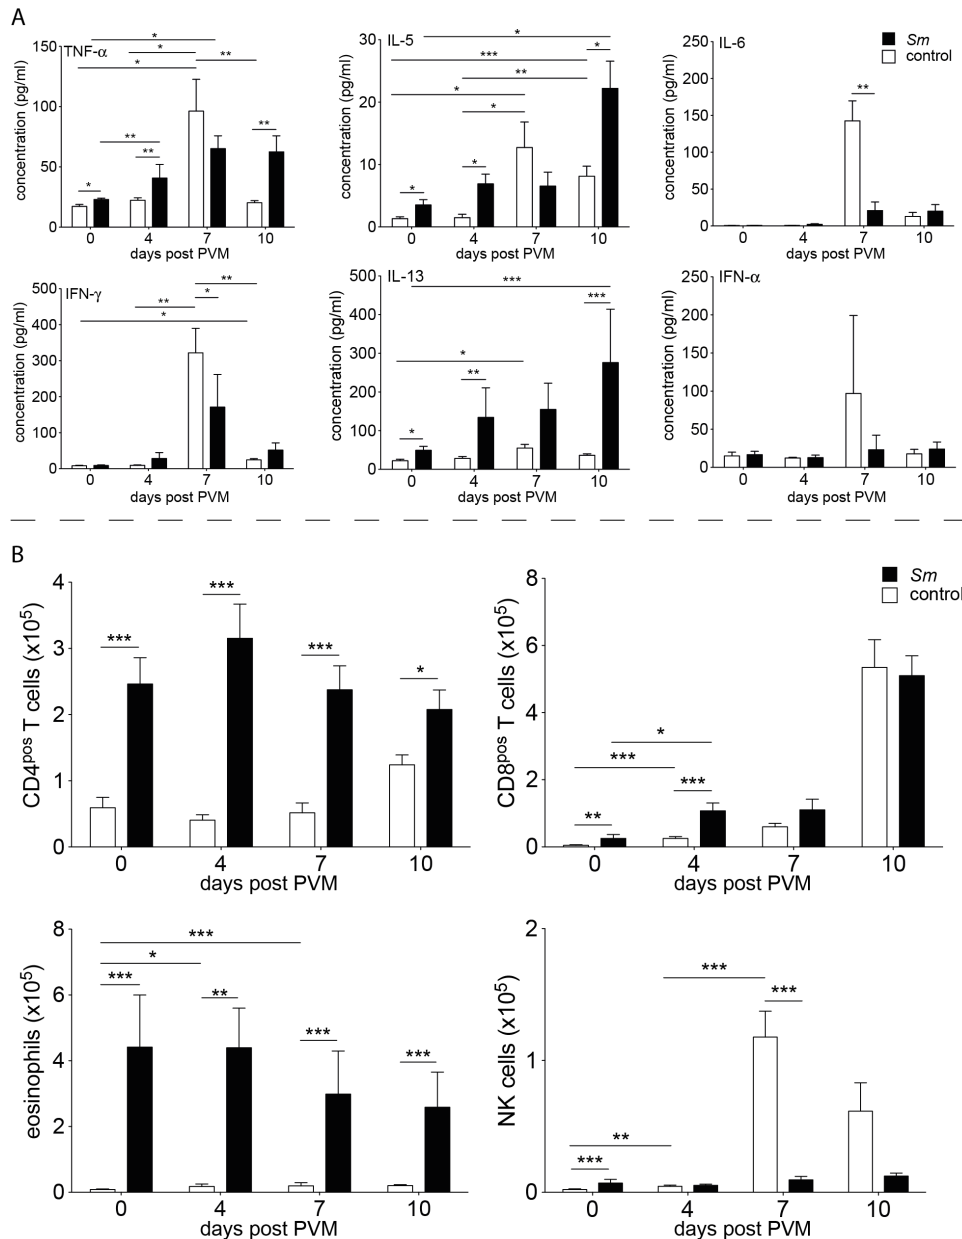 A
TNF-α
concentration (pg/ml)
150
100
50
0
* 
*
*
**
**
*
**
**
0 4 7 10
days post PVM
IL-5
concentration (pg/ml)
30
20
10
0
*
***
*
**
*
*
*
*
0 4 7 10
days post PVM
IL-6
Sm
control
concentration (pg/ml)
250
200
150
100
50
0
**
0 4 7 10
days post PVM
IFN-γ
concentration (pg/ml)
500
400
300
200
100
0
**
**
*
*
0 4 7 10
days post PVM
IL-13
concentration (pg/ml)
500
400
300
200
100
0
***
***
*
**
*
0 4 7 10
days post PVM
IFN-α
concentration (pg/ml)
250
200
150
100
50
0
0 4 7 10
days post PVM
B
CD4pos T cells (x10⁵)
4
3
2
1
0
***
***
***
*
0 4 7 10
days post PVM
Sm
control
CD8pos T cells (x10⁵)
8
6
4
2
0
*
***
***
**
0 4 7 10
days post PVM
eosinophils (x10⁵)
8
6
4
2
0
***
*
***
**
***
***
0 4 7 10
days post PVM
NK cells (x10⁵)
2
1
0
***
***
**
***
0 4 7 10
days post PVM